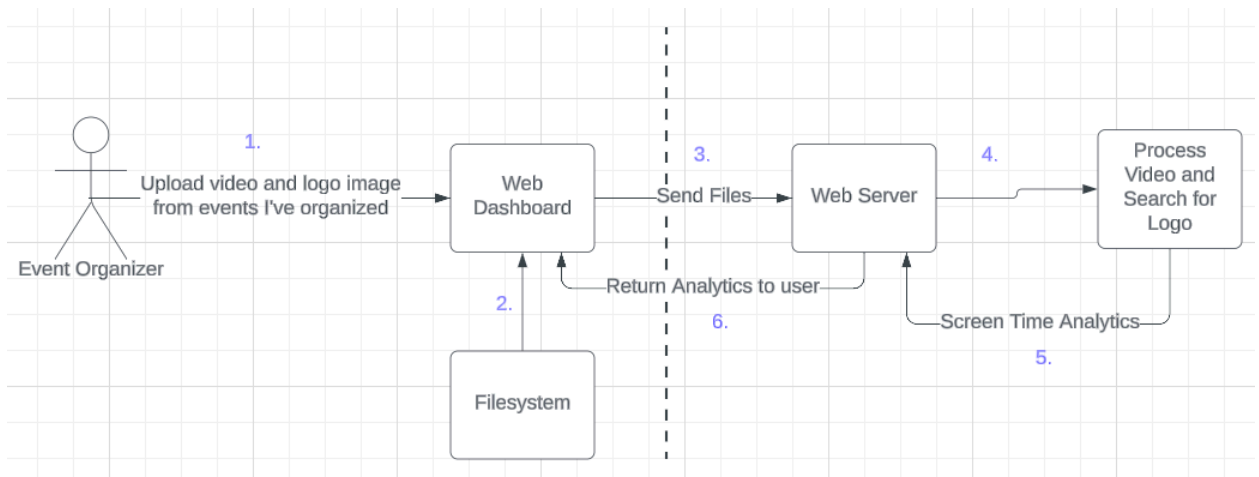 1.
Upload video and logo image
from events I've organized
Event Organizer
Web
Dashboard
2.
Filesystem
3.
Send Files
Web Server
4.
Process
Video and
Search for
Logo
Screen Time Analytics
5.
Return Analytics to user
6.